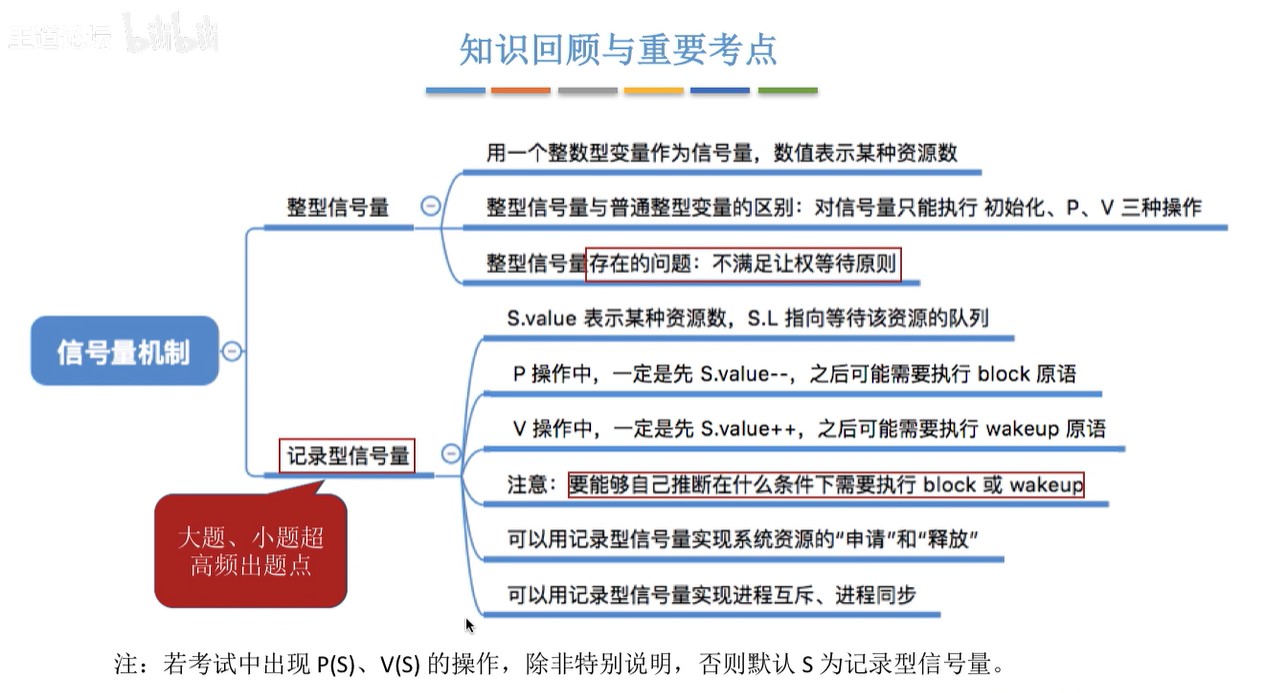 知识回顾与重要考点
用一个整数型变量作为信号量，数值表示某种资源数
整型信号量
整型信号量与普通整型变量的区别：对信号量只能执行 初始化、P、V 三种操作
整型信号量存在的问题：不满足让权等待原则
信号量机制
S.value 表示某种资源数，S.L 指向等待该资源的队列
P 操作中，一定是先 S.value--，之后可能需要执行 block 原语
V 操作中，一定是先 S.value++，之后可能需要执行 wakeup 原语
记录型信号量
注意：要能够自己推断在什么条件下需要执行 block 或 wakeup
可以用记录型信号量实现系统资源的“申请”和“释放”
可以用记录型信号量实现进程互斥、进程同步
大题、小题超
高频出题点
注：若考试中出现 P(S)、V(S) 的操作，除非特别说明，否则默认 S 为记录型信号量。
bilibili